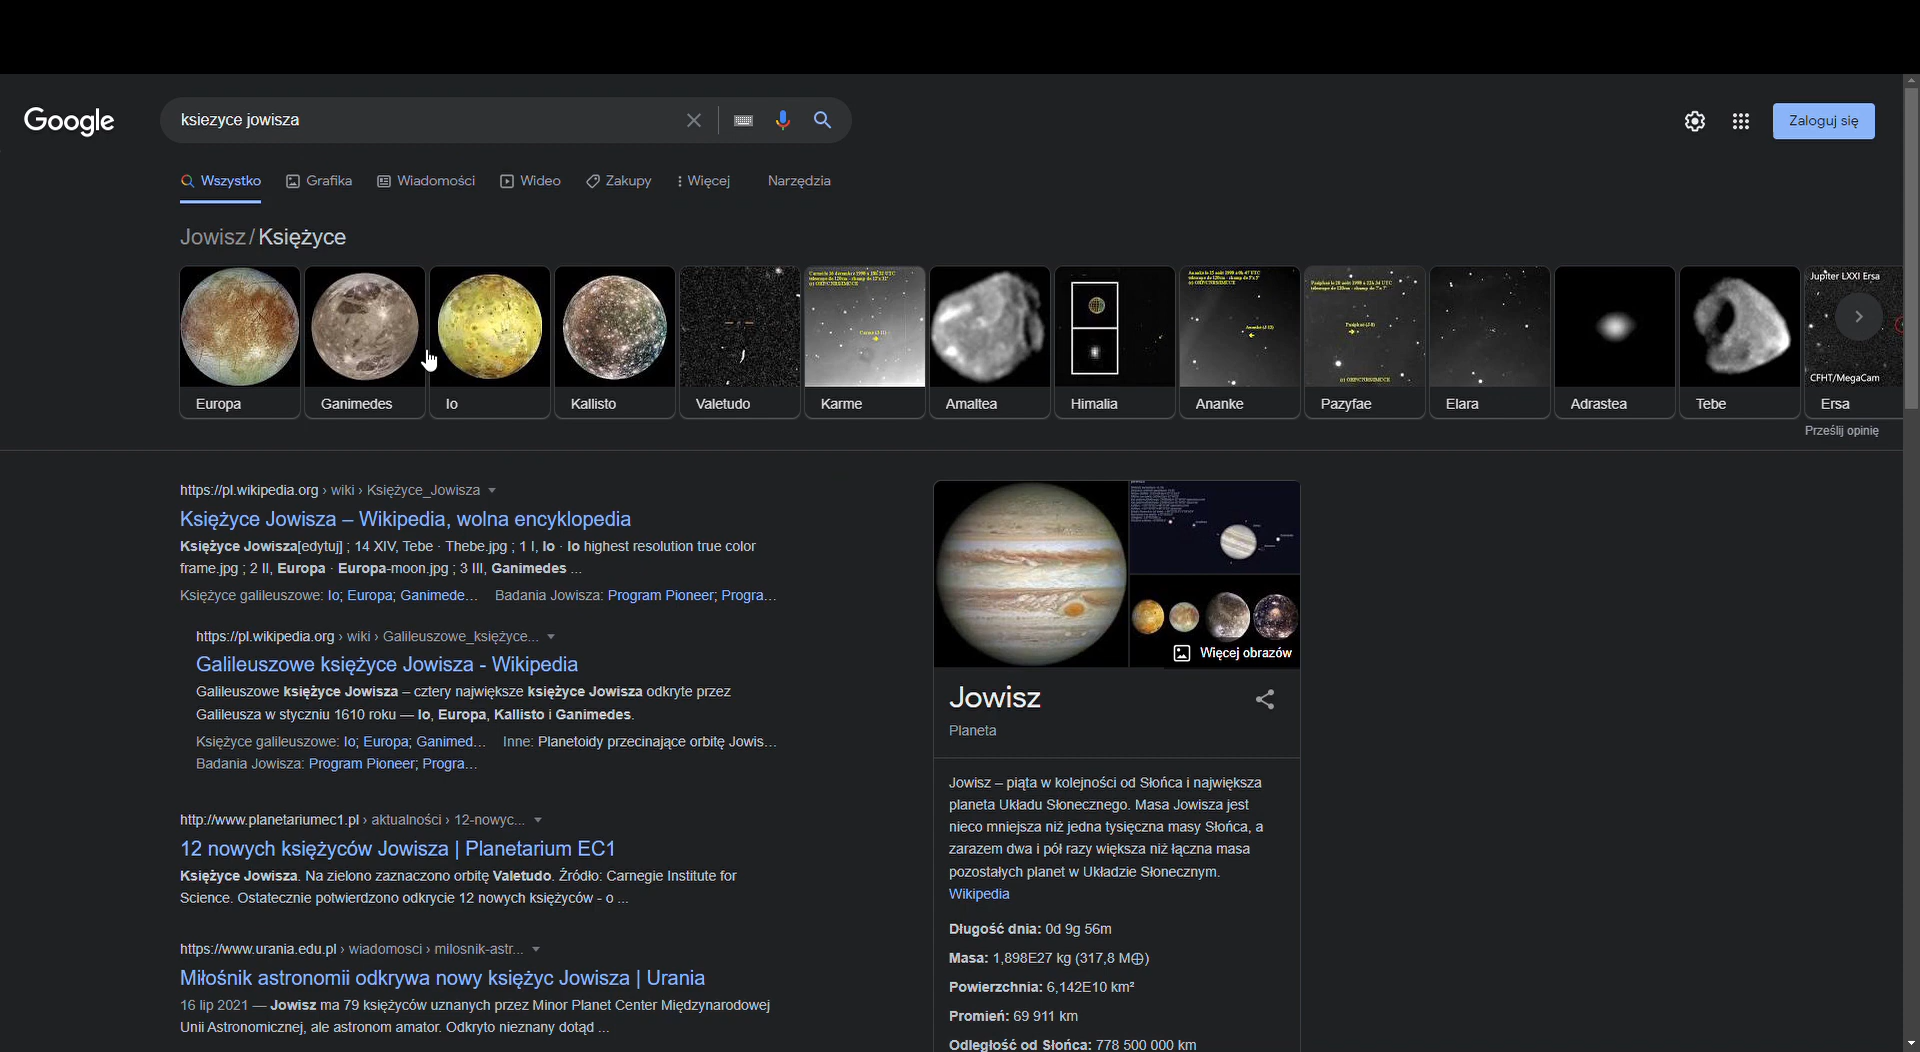 Google
ksiezyce jowisza
Zaloguj się
Wszystko
Grafika
Wiadomości
Wideo
Zakupy
Więcej
Narzędzia
Jowisz / Księżyce
Europa
Ganimedes
Io
Kallisto
Valetudo
Karme
Amaltea
Himalia
Ananke
Pazyfae
Elara
Adrastea
Tebe
Jupiter LXXI Ersa
CFHT/MegaCam
Ersa
Prześlij opinię
https://pl.wikipedia.org › wiki › Księżyce_Jowisza
Księżyce Jowisza – Wikipedia, wolna encyklopedia
Księżyce Jowisza[edytuj] ; 14 XIV, Tebe · Thebe.jpg ; 1 I, Io · Io highest resolution true color
frame.jpg ; 2 II, Europa · Europa-moon.jpg ; 3 III, Ganimedes ...
Księżyce galileuszowe: Io; Europa; Ganimede... Badania Jowisza: Program Pioneer; Progra...
https://pl.wikipedia.org › wiki › Galileuszowe_księżyce...
Galileuszowe księżyce Jowisza - Wikipedia
Galileuszowe księżyce Jowisza – cztery największe księżyce Jowisza odkryte przez
Galileusza w styczniu 1610 roku — Io, Europa, Kallisto i Ganimedes.
Księżyce galileuszowe: Io; Europa; Ganimed... Inne: Planetoidy przecinające orbitę Jowis...
Badania Jowisza: Program Pioneer; Progra...
http://www.planetariumec1.pl › aktualności › 12-nowyc...
12 nowych księżyców Jowisza | Planetarium EC1
Księżyce Jowisza. Na zielono zaznaczono orbitę Valetudo. Źródło: Carnegie Institute for
Science. Ostatecznie potwierdzono odkrycie 12 nowych księżyców - o ...
https://www.urania.edu.pl › wiadomosci › milosnik-astr...
Miłośnik astronomii odkrywa nowy księżyc Jowisza | Urania
16 lip 2021 — Jowisz ma 79 księżyców uznanych przez Minor Planet Center Międzynarodowej
Unii Astronomicznej, ale astronom amator. Odkryto nieznany dotąd ...
Więcej obrazów
Jowisz
Planeta
Jowisz – piąta w kolejności od Słońca i największa
planeta Układu Słonecznego. Masa Jowisza jest
nieco mniejsza niż jedna tysięczna masy Słońca, a
zarazem dwa i pół razy większa niż łączna masa
pozostałych planet w Układzie Słonecznym.
Wikipedia
Długość dnia: 0d 9g 56m
Masa: 1,898E27 kg (317,8 M⊕)
Powierzchnia: 6,142E10 km²
Promień: 69 911 km
Odległość od Słońca: 778 500 000 km